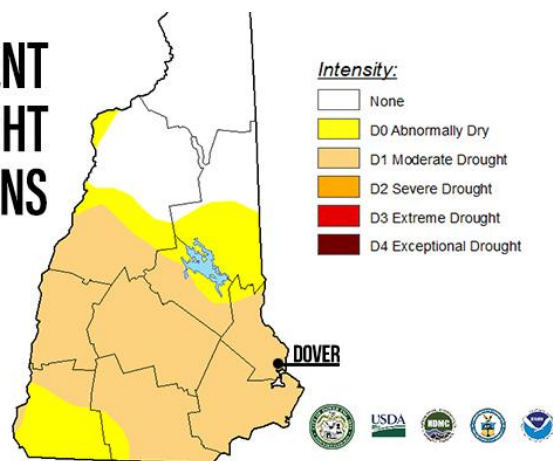 NT
HT
NS
Intensity:
None
D0 Abnormally Dry
D1 Moderate Drought
D2 Severe Drought
D3 Extreme Drought
D4 Exceptional Drought
DOVER
USDA
NDMC